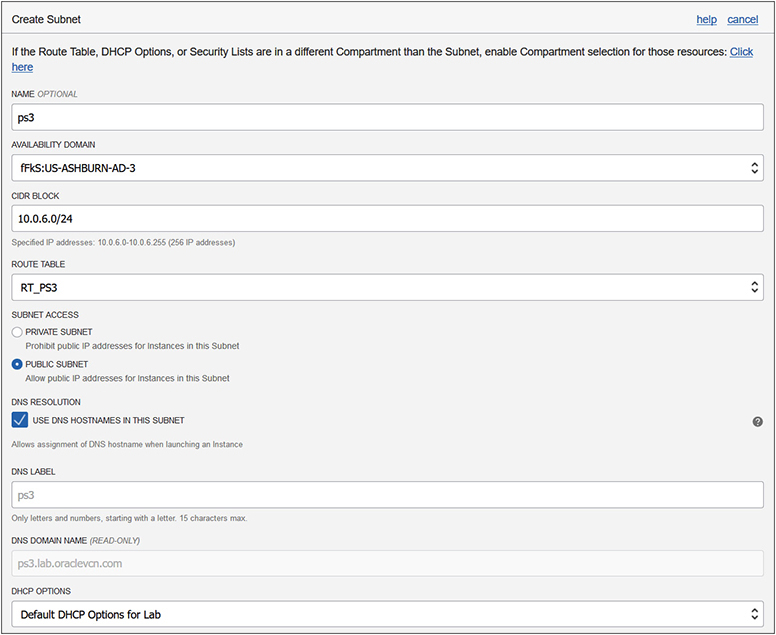 Create Subnet
help cancel
If the Route Table, DHCP Options, or Security Lists are in a different Compartment than the Subnet, enable Compartment selection for those resources: Click
here
NAME OPTIONAL
ps3
AVAILABILITY DOMAIN
fFkS:US-ASHBURN-AD-3
CIDR BLOCK
10.0.6.0/24
Specified IP addresses: 10.0.6.0-10.0.6.255 (256 IP addresses)
ROUTE TABLE
RT_PS3
SUBNET ACCESS
PRIVATE SUBNET
Prohibit public IP addresses for Instances in this Subnet
PUBLIC SUBNET
Allow public IP addresses for Instances in this Subnet
DNS RESOLUTION
USE DNS HOSTNAMES IN THIS SUBNET
?
Allows assignment of DNS hostname when launching an Instance
DNS LABEL
ps3
Only letters and numbers, starting with a letter. 15 characters max.
DNS DOMAIN NAME (READ-ONLY)
ps3.lab.oraclevcn.com
DHCP OPTIONS
Default DHCP Options for Lab